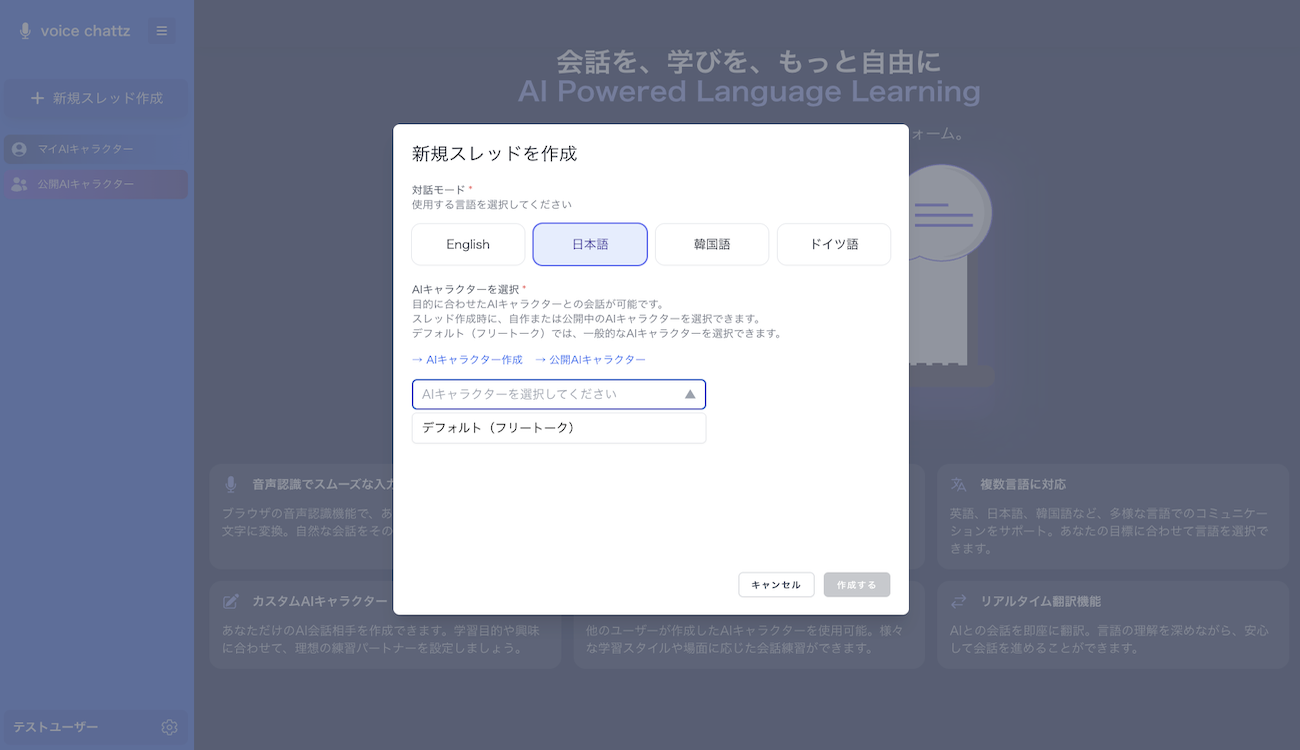 voice chattz
新規スレッド作成
マイAIキャラクター
公開AIキャラクター
テストユーザー
会話を、学びを、もっと自由に
AI Powered Language Learning
ォーム。
新規スレッドを作成
対話モード *
使用する言語を選択してください
English
日本語
韓国語
ドイツ語
AIキャラクターを選択 *
目的に合わせたAIキャラクターとの会話が可能です。
スレッド作成時に、自作または公開中のAIキャラクターを選択できます。
デフォルト（フリートーク）では、一般的なAIキャラクターを選択できます。
→ AIキャラクター作成 → 公開AIキャラクター
AIキャラクターを選択してください
デフォルト（フリートーク）
キャンセル
作成する
音声認識でスムーズな入力
ブラウザの音声認識機能で、あ
文字に変換。自然な会話をその
複数言語に対応
英語、日本語、韓国語など、多様な言語でのコミュニケー
ションをサポート。あなたの目標に合わせて言語を選択で
きます。
カスタムAIキャラクター
あなただけのAI会話相手を作成できます。学習目的や興味
に合わせて、理想の練習パートナーを設定しましょう。
他のユーザーが作成したAIキャラクターを使用可能。様々
な学習スタイルや場面に応じた会話練習ができます。
リアルタイム翻訳機能
AIとの会話を即座に翻訳。言語の理解を深めながら、安心
して会話を進めることができます。